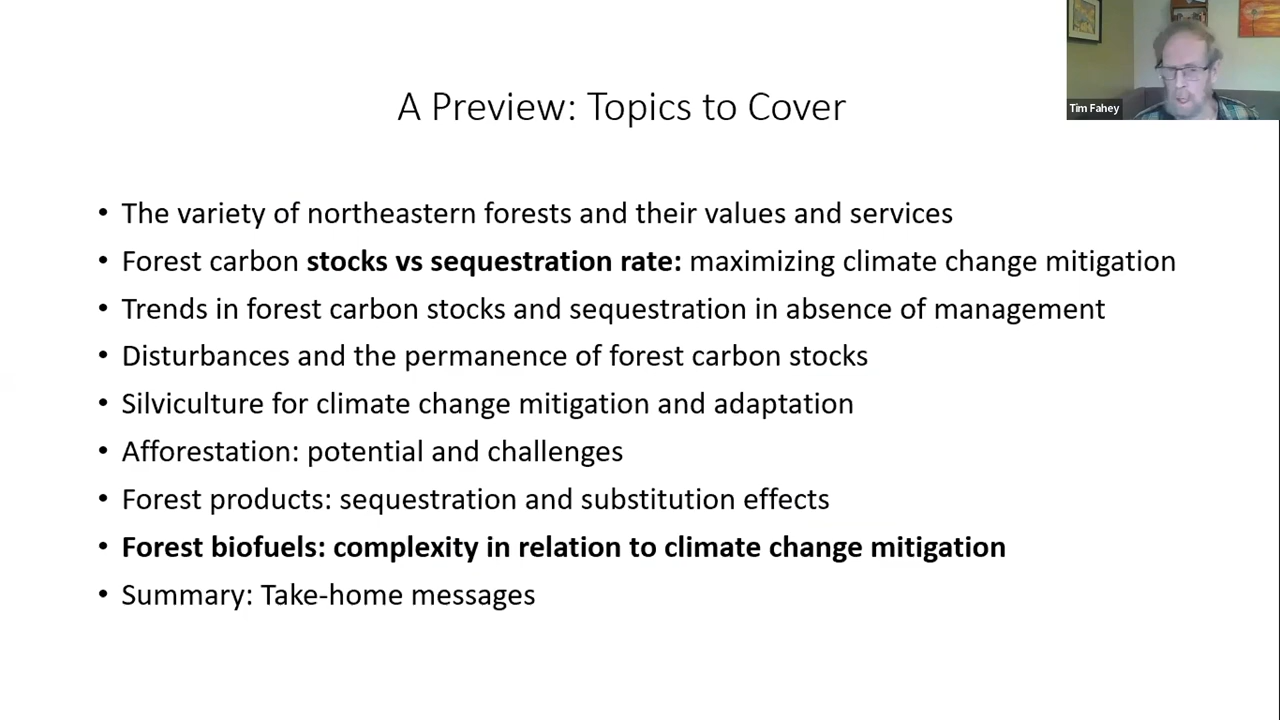 A Preview: Topics to Cover
Tim Fahey
• The variety of northeastern forests and their values and services
• Forest carbon stocks vs sequestration rate: maximizing climate change mitigation
• Trends in forest carbon stocks and sequestration in absence of management
• Disturbances and the permanence of forest carbon stocks
• Silviculture for climate change mitigation and adaptation
• Afforestation: potential and challenges
• Forest products: sequestration and substitution effects
• Forest biofuels: complexity in relation to climate change mitigation
• Summary: Take-home messages